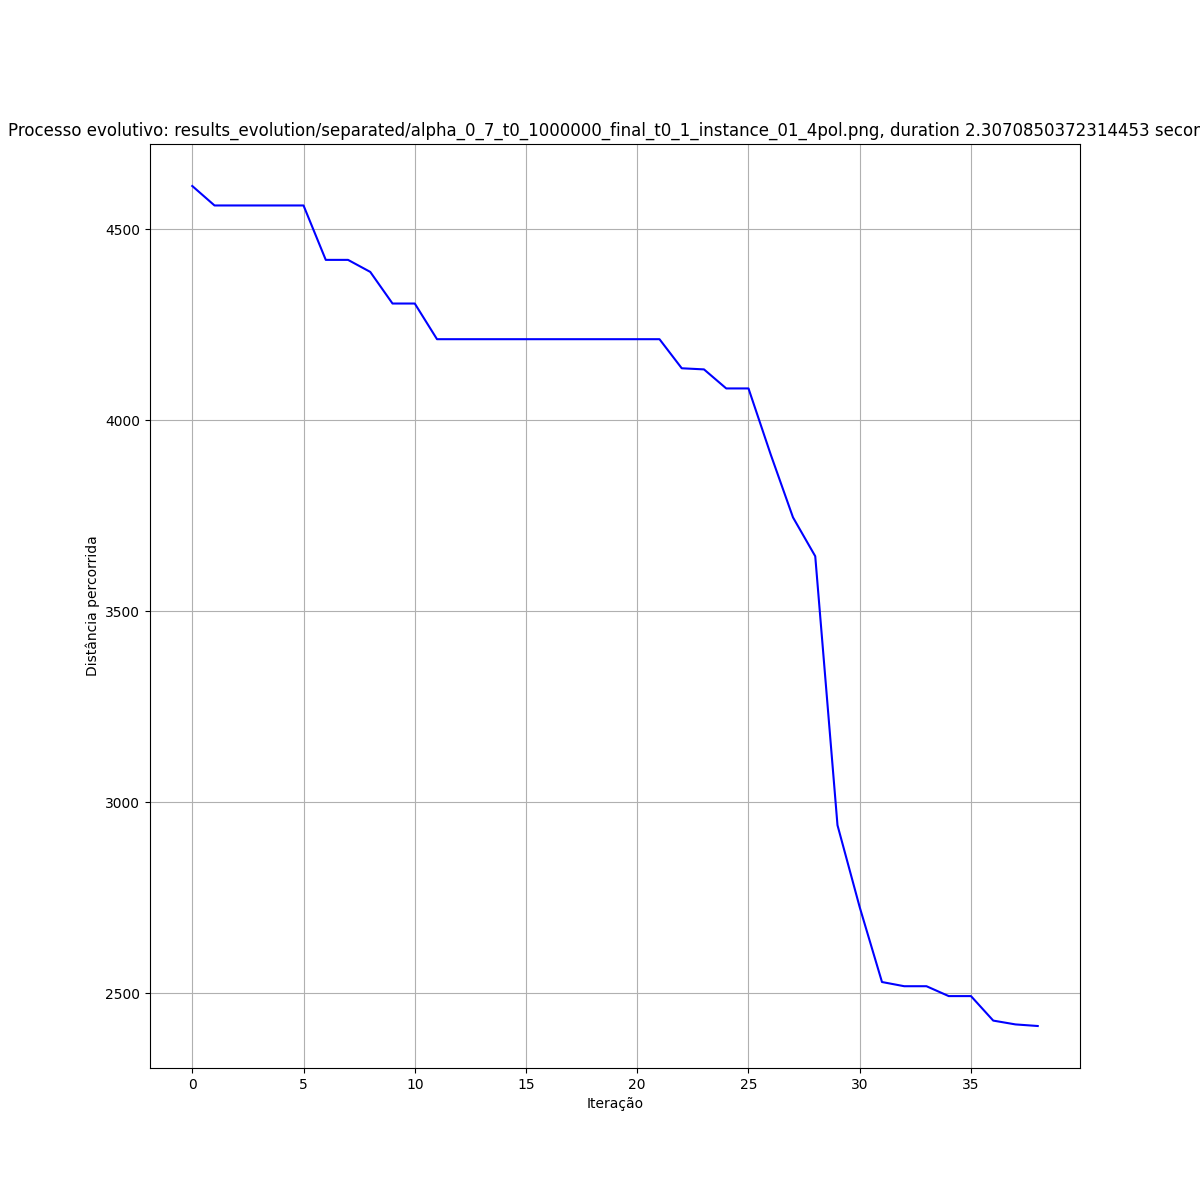 Processo evolutivo: results_evolution/separated/alpha_0_7_t0_1000000_final_t0_1_instance_01_4pol.png, duration 2.3070850372314453 secor
4500
4000
3500
3000
2500
Distância percorrida
0 5 10 15 20 25 30 35
Iteração